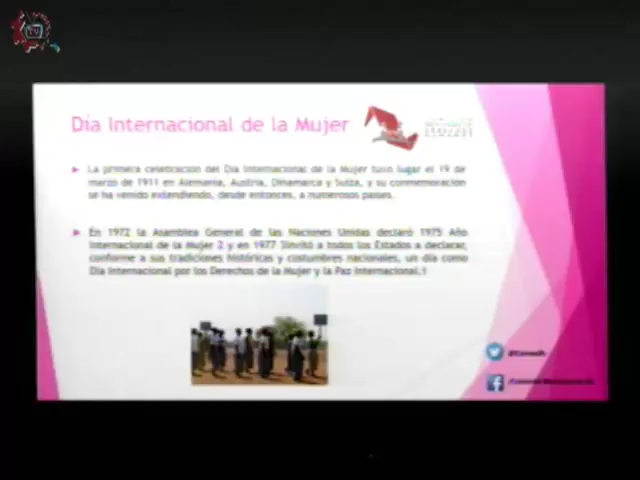 Día Internacional de la Mujer
La primera celebración del Día Internacional de la Mujer tuvo lugar el 19 de
marzo de 1911 en Alemania, Austria, Dinamarca y Suiza, y su conmemoración
se ha venido extendiendo, desde entonces, a numerosos países.
En 1972 la Asamblea General de las Naciones Unidas declaró 1975 Año
Internacional de la Mujer 2 y en 1977 3invitó a todos los Estados a declarar,
conforme a sus tradiciones históricas y costumbres nacionales, un día como
Día Internacional por los Derechos de la Mujer y la Paz Internacional.1